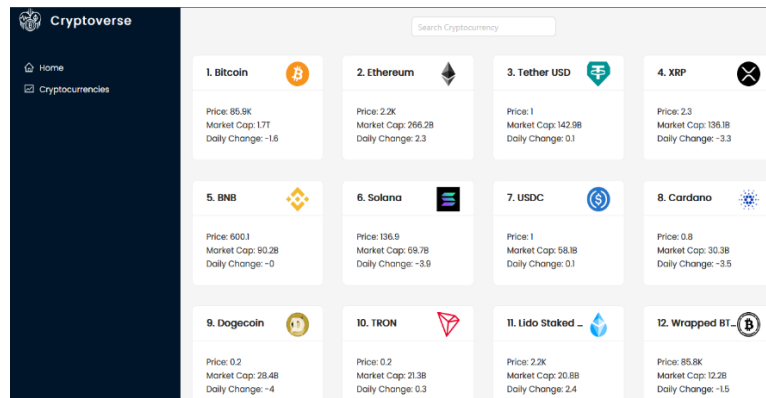 Cryptoverse
Search Cryptocurrency
Home
Cryptocurrencies
1. Bitcoin
Price: 85.9K
Market Cap: 1.7T
Daily Change: -1.6
2. Ethereum
Price: 2.2K
Market Cap: 266.2B
Daily Change: 2.3
3. Tether USD
Price: 1
Market Cap: 142.9B
Daily Change: 0.1
4. XRP
Price: 2.3
Market Cap: 136.1B
Daily Change: -3.3
5. BNB
Price: 600.1
Market Cap: 90.2B
Daily Change: -0
6. Solana
Price: 136.9
Market Cap: 69.7B
Daily Change: -3.9
7. USDC
Price: 1
Market Cap: 58.1B
Daily Change: 0.1
8. Cardano
Price: 0.8
Market Cap: 30.3B
Daily Change: -3.5
9. Dogecoin
Price: 0.2
Market Cap: 28.4B
Daily Change: -4
10. TRON
Price: 0.2
Market Cap: 21.3B
Daily Change: 0.3
11. Lido Staked ...
Price: 2.2K
Market Cap: 20.8B
Daily Change: 2.4
12. Wrapped BT...
Price: 85.8K
Market Cap: 12.2B
Daily Change: -1.5